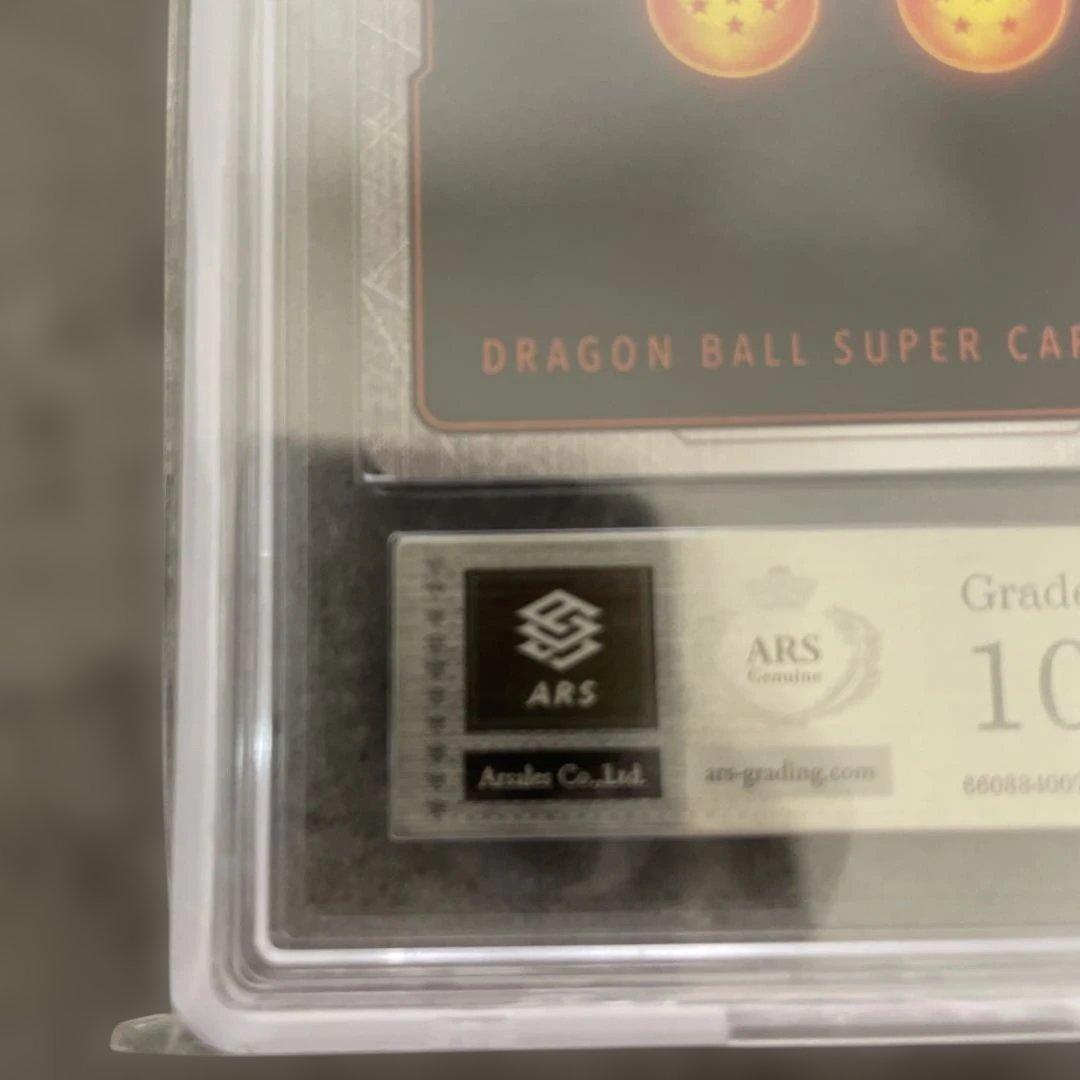 DRAGON BALL SUPER CAR
ARS
Arsales Co.,Ltd.
ARS
Genuine
ars-grading.com
Grade
10